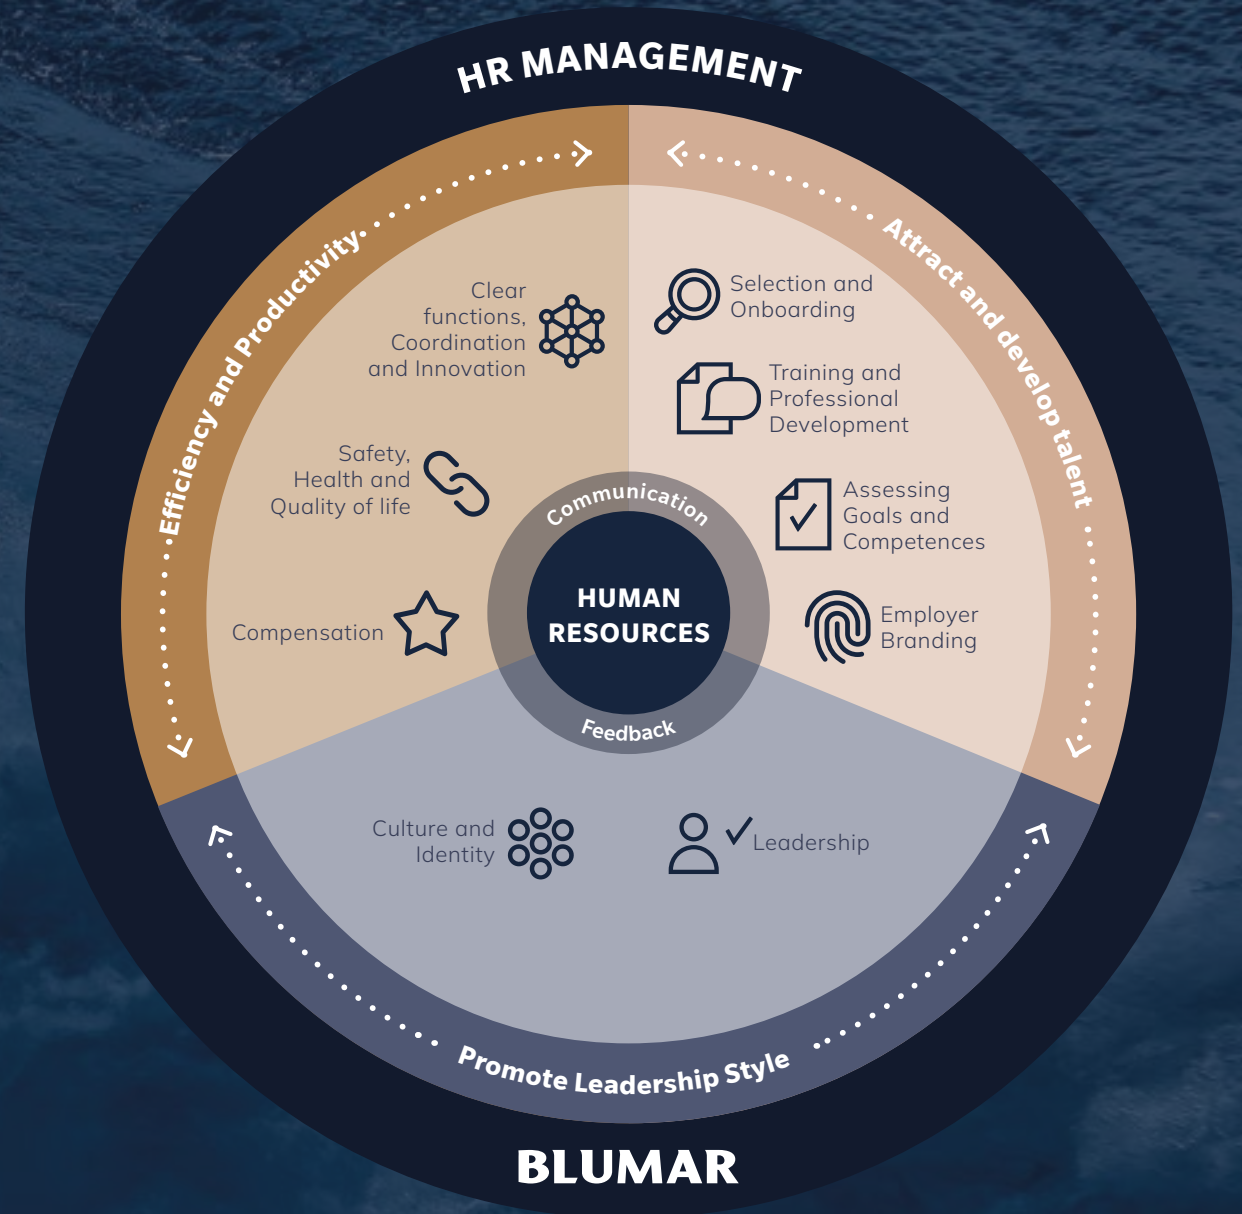 HR MANAGEMENT
Efficiency and Productivity
Attract and develop talent
Clear
functions,
Coordination
and Innovation
Safety,
Health and
Quality of life
Compensation
Selection and
Onboarding
Training and
Professional
Development
Assessing
Goals and
Competences
Employer
Branding
Communication
HUMAN
RESOURCES
Feedback
Culture and
Identity
Leadership
Promote Leadership Style
BLUMAR